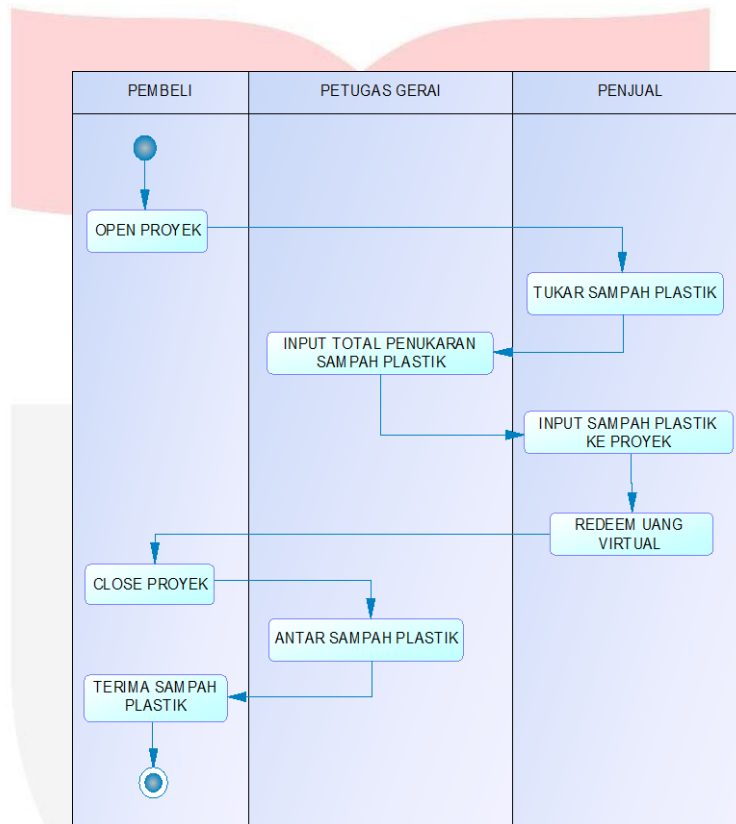 PEMBELI
PETUGAS GERAI
PENJUAL
OPEN PROYEK
TUKAR SAMPAH PLASTIK
INPUT TOTAL PENUKARAN
SAMPAH PLASTIK
INPUT SAMPAH PLASTIK
KE PROYEK
REDEEM UANG
VIRTUAL
CLOSE PROYEK
ANTAR SAMPAH PLASTIK
TERIMA SAMPAH
PLASTIK